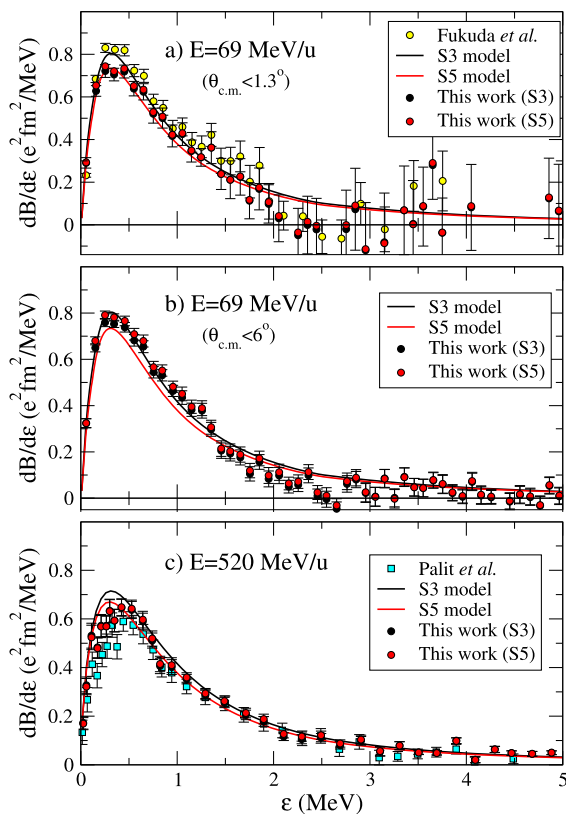 a) E=69 MeV/u
(θc.m.<1.3°)
Fukuda et al.
S3 model
S5 model
This work (S3)
This work (S5)
dB/dε (e²fm²/MeV)
0.8
0.6
0.4
0.2
0
b) E=69 MeV/u
(θc.m.<6°)
S3 model
S5 model
This work (S3)
This work (S5)
dB/dε (e²fm²/MeV)
0.8
0.6
0.4
0.2
0
c) E=520 MeV/u
Palit et al.
S3 model
S5 model
This work (S3)
This work (S5)
dB/dε (e²fm²/MeV)
0.8
0.6
0.4
0.2
0
0 1 2 3 4 5
ε (MeV)